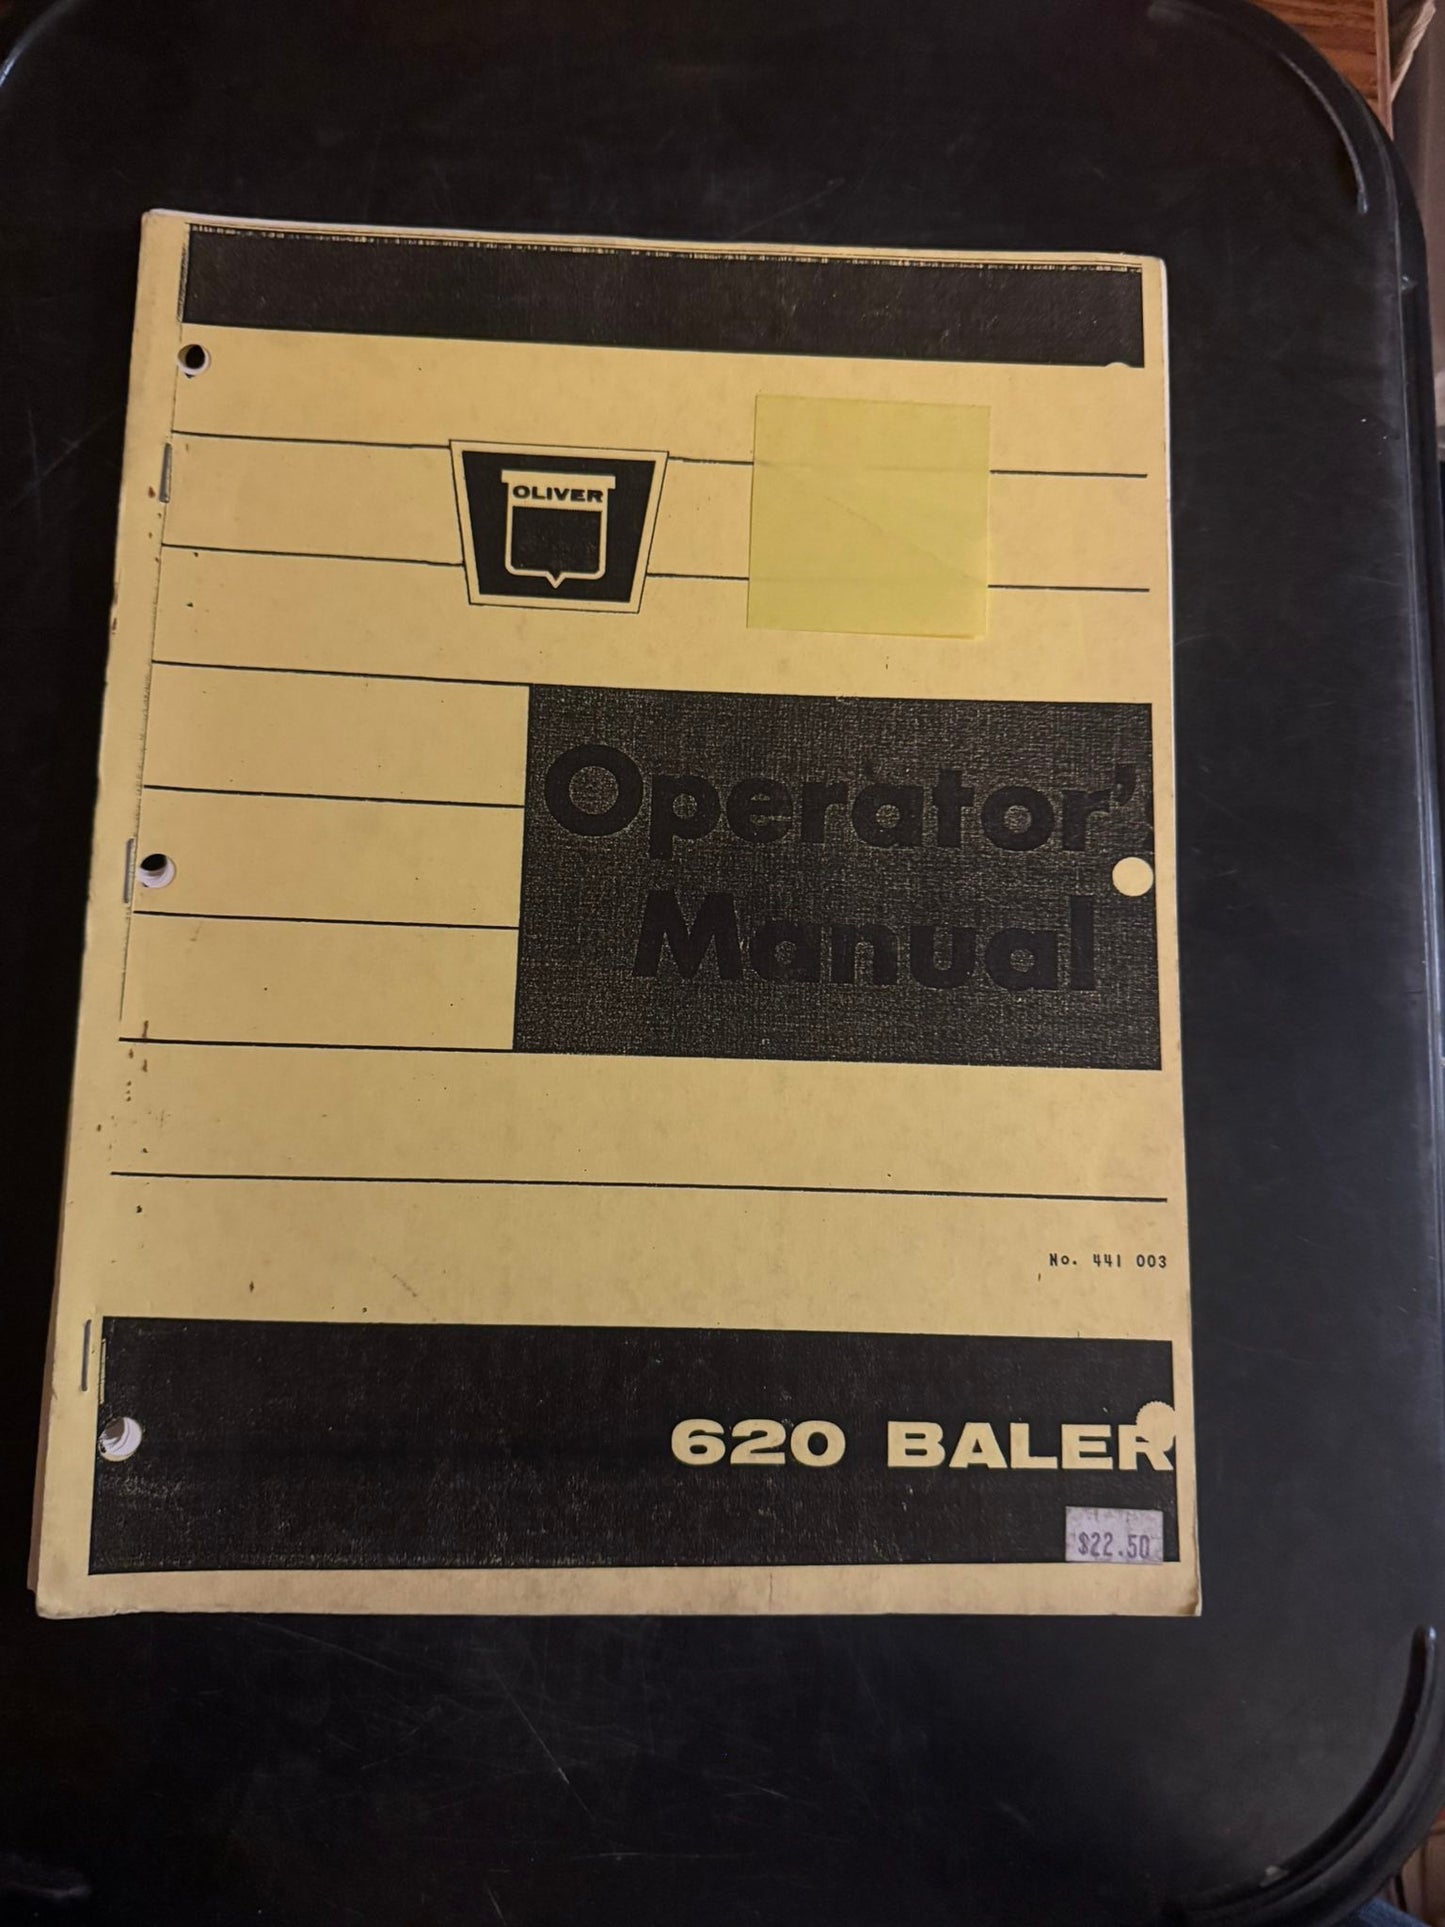 OLIVER
Operator'
Manual
No. 441 003
620 BALER
$22.50